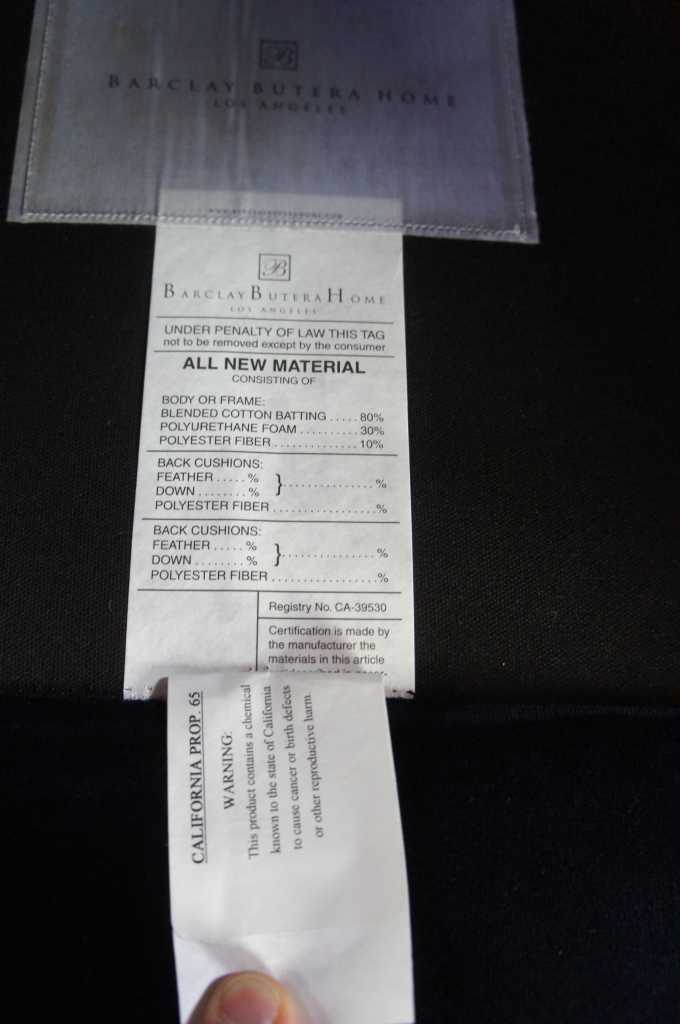 B
BARCLAY BUTERA HOME
LOS ANGELES
B
BARCLAY BUTERA HOME
LOS ANGELES
UNDER PENALTY OF LAW THIS TAG
not to be removed except by the consumer
ALL NEW MATERIAL
CONSISTING OF
BODY OR FRAME:
BLENDED COTTON BATTING ..... 80%
POLYURETHANE FOAM .......... 30%
POLYESTER FIBER .............. 10%
BACK CUSHIONS:
FEATHER ..... % } ............... %
DOWN ........ %
POLYESTER FIBER .................. %
BACK CUSHIONS:
FEATHER ..... % } ............... %
DOWN ........ %
POLYESTER FIBER .................. %
Registry No. CA-39530
Certification is made by
the manufacturer the
materials in this article
CALIFORNIA PROP. 65
WARNING:
This product contains a chemical
known to the state of California
to cause cancer or birth defects
or other reproductive harm.